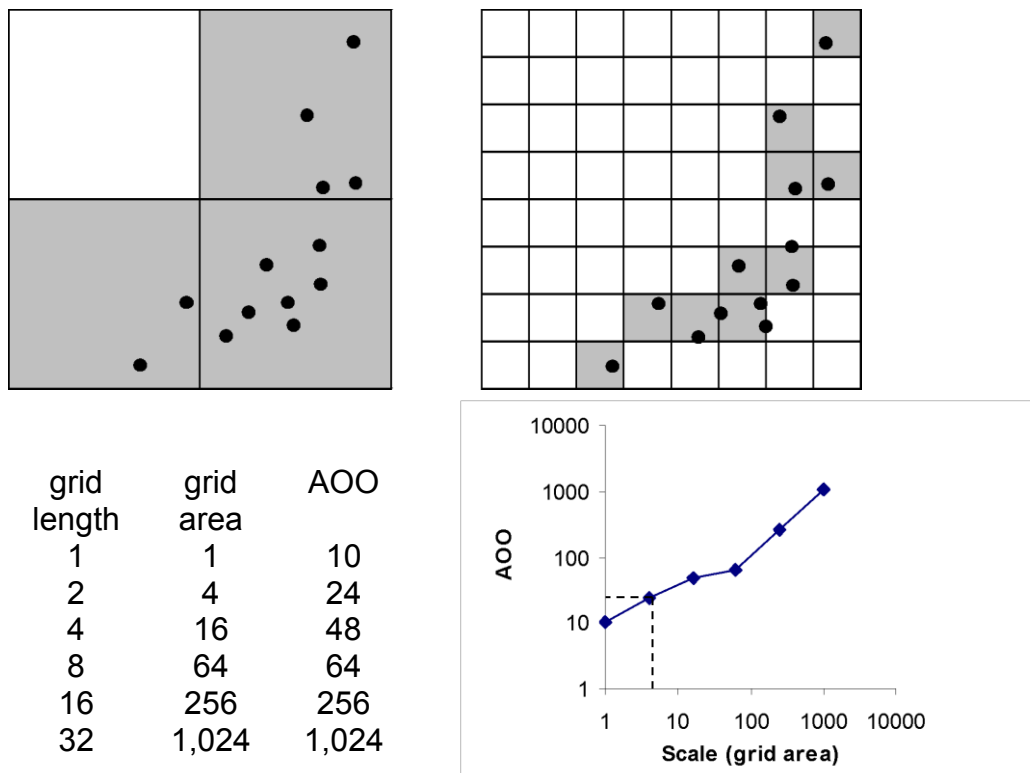 grid grid AOO
length area
1 1 10
2 4 24
4 16 48
8 64 64
16 256 256
32 1,024 1,024
10000
1000
100
10
1
AOO
1 10 100 1000 10000
Scale (grid area)